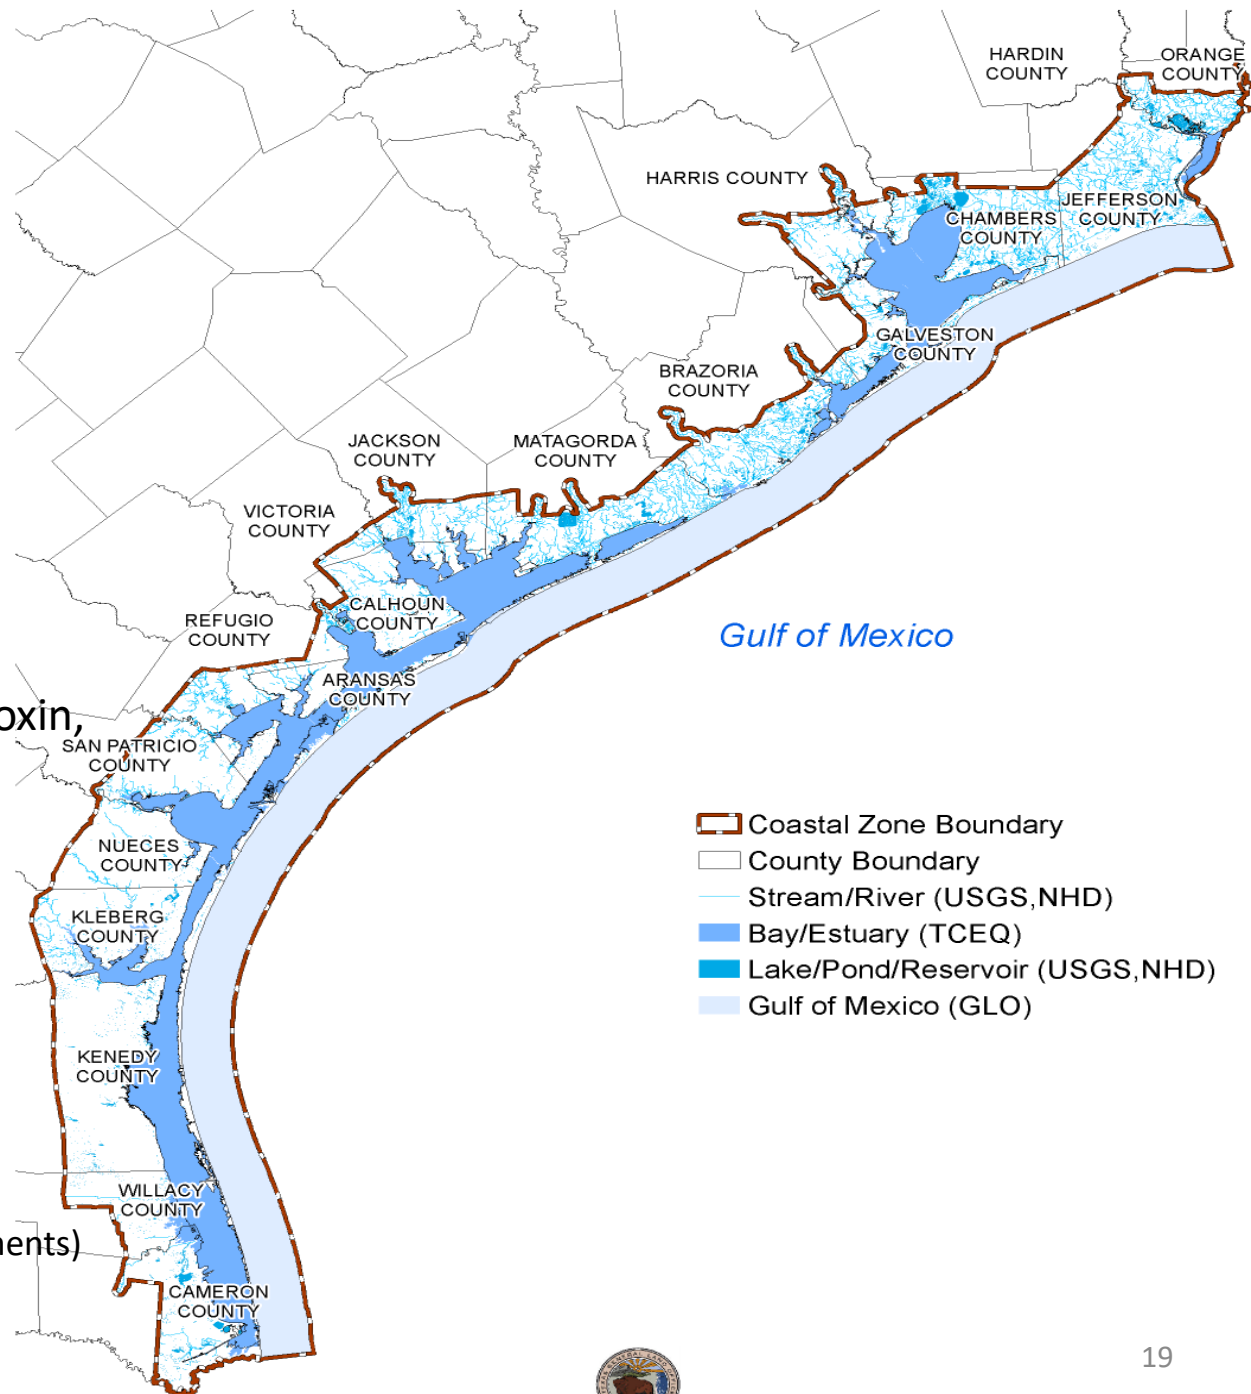 HARDIN
COUNTY
ORANGE
COUNTY
HARRIS COUNTY
JEFFERSON
COUNTY
CHAMBERS
COUNTY
GALVESTON
COUNTY
BRAZORIA
COUNTY
JACKSON
COUNTY
MATAGORDA
COUNTY
VICTORIA
COUNTY
CALHOUN
COUNTY
REFUGIO
COUNTY
Gulf of Mexico
ARANSAS
COUNTY
oxin,
SAN PATRICIO
COUNTY
NUECES
COUNTY
KLEBERG
COUNTY
KENEDY
COUNTY
WILLACY
COUNTY
nents)
CAMERON
COUNTY
Coastal Zone Boundary
County Boundary
Stream/River (USGS,NHD)
Bay/Estuary (TCEQ)
Lake/Pond/Reservoir (USGS,NHD)
Gulf of Mexico (GLO)
19